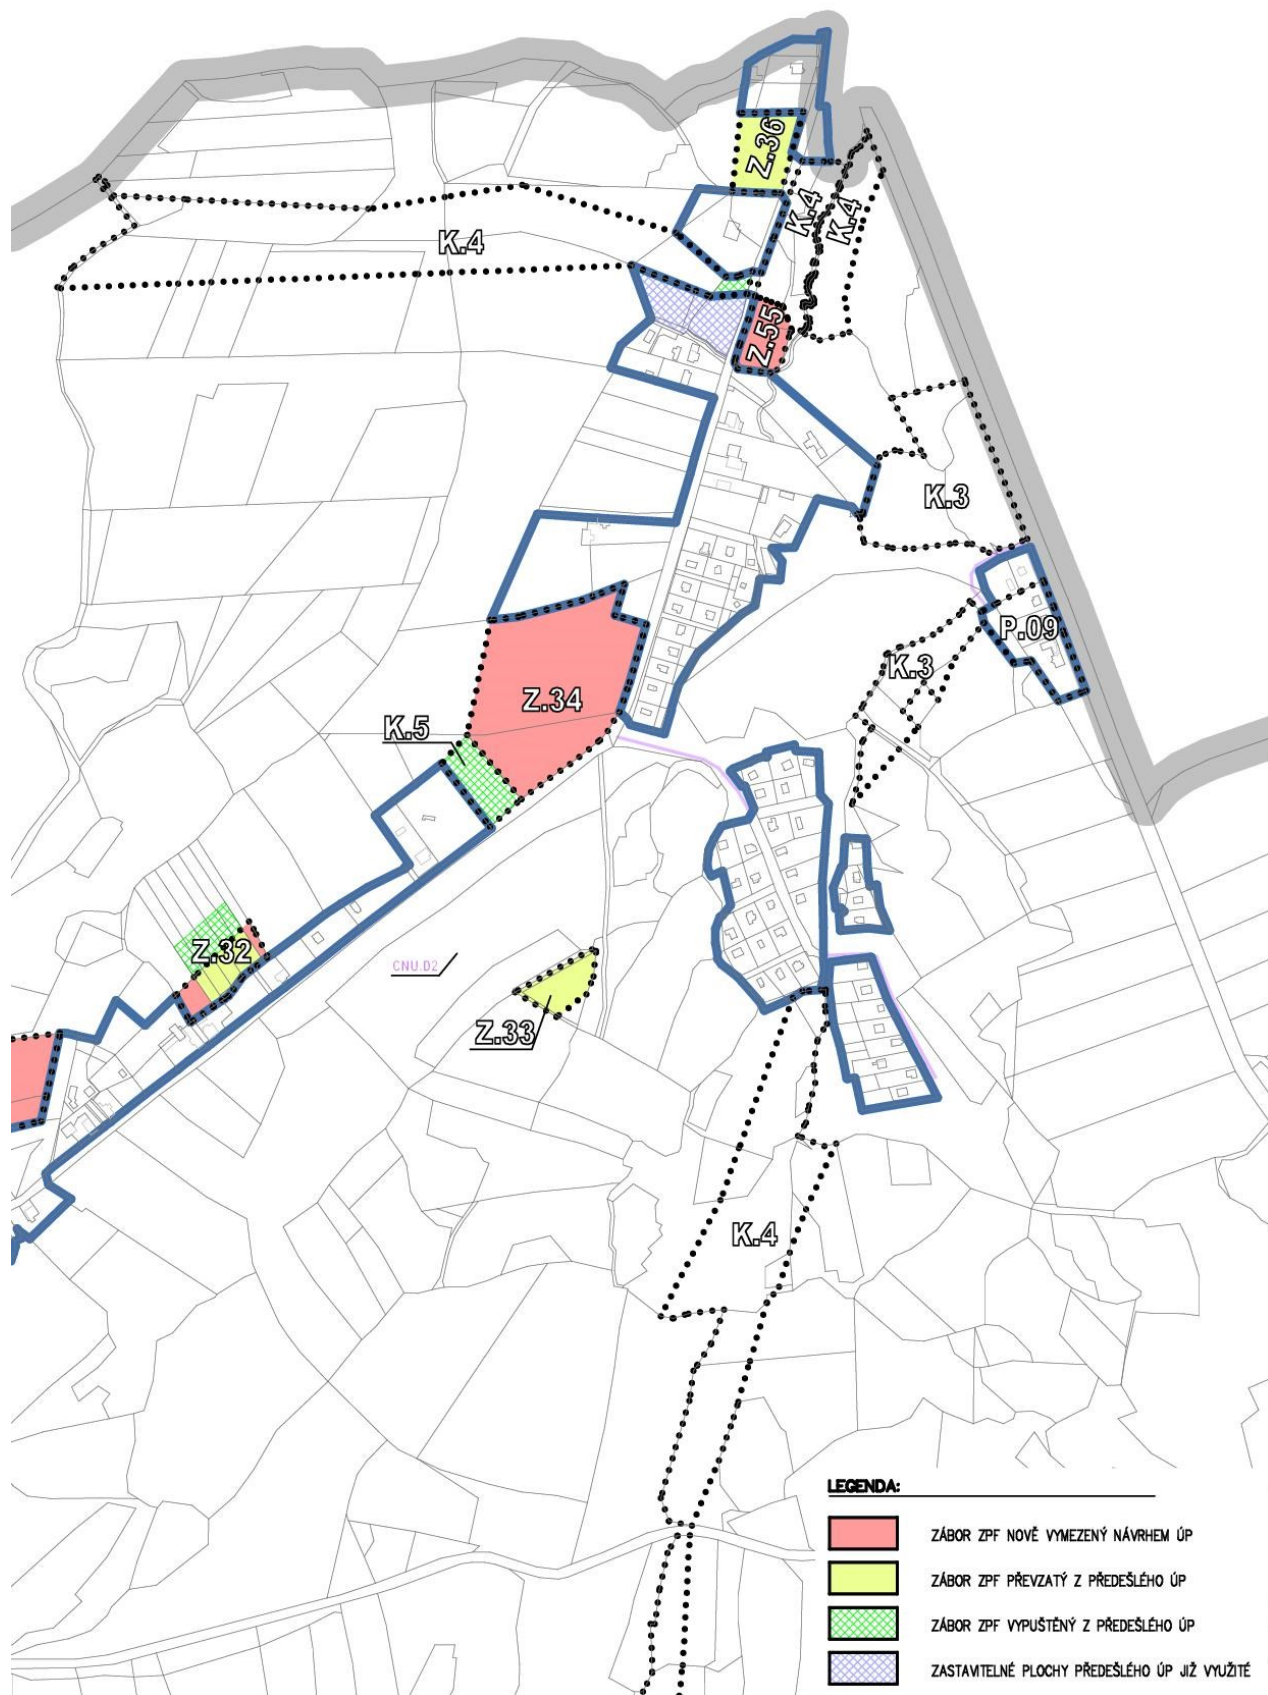 Z.36
K.4
K.4
K.4
Z.55
K.3
P.09
K.3
Z.34
K.5
Z.32
CNU.D2
Z.33
K.4
LEGENDA:
ZÁBOR ZPF NOVĚ VYMEZENÝ NÁVRHEM ÚP
ZÁBOR ZPF PŘEVZATÝ Z PŘEDEŠLÉHO ÚP
ZÁBOR ZPF VYPUŠTĚNÝ Z PŘEDEŠLÉHO ÚP
ZASTAVITELNÉ PLOCHY PŘEDEŠLÉHO ÚP JIŽ VYUŽITÉ